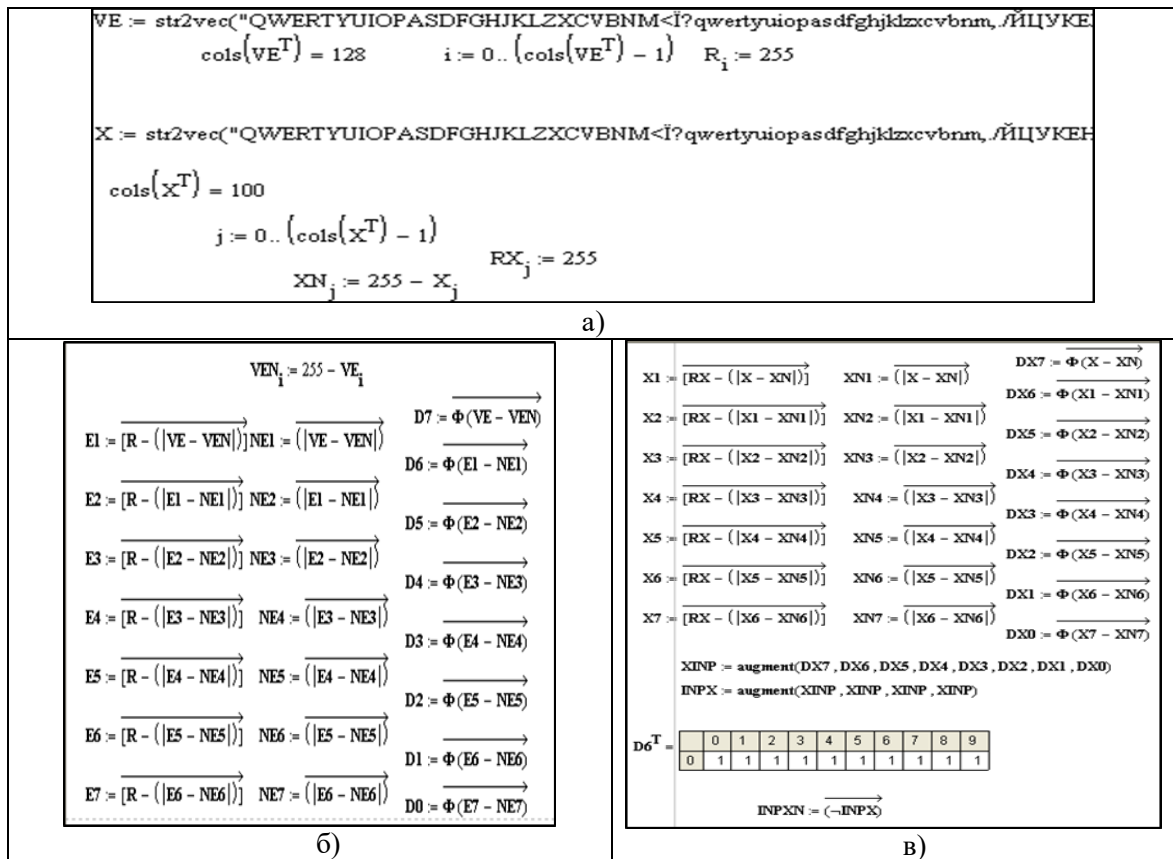 VE := str2vec("QWERTYUIOPASDFGHJKLZXCVBNM<Ï?qwertyuiopasdfghjklzxcvbnm,./ЙЦУКЕ
cols(VE^T) = 128 i := 0.. (cols(VE^T) − 1) R_i := 255
X := str2vec("QWERTYUIOPASDFGHJKLZXCVBNM<Ï?qwertyuiopasdfghjklzxcvbnm,./ЙЦУКЕН
cols(X^T) = 100
j := 0.. (cols(X^T) − 1)
RX_j := 255
XN_j := 255 − X_j
а)
VEN_i := 255 − VE_i
D7 := Φ(VE − VEN)
E1 := [R − (|VE − VEN|)] NE1 := (|VE − VEN|)
D6 := Φ(E1 − NE1)
E2 := [R − (|E1 − NE1|)] NE2 := (|E1 − NE1|)
D5 := Φ(E2 − NE2)
E3 := [R − (|E2 − NE2|)] NE3 := (|E2 − NE2|)
D4 := Φ(E3 − NE3)
E4 := [R − (|E3 − NE3|)] NE4 := (|E3 − NE3|)
D3 := Φ(E4 − NE4)
E5 := [R − (|E4 − NE4|)] NE5 := (|E4 − NE4|)
D2 := Φ(E5 − NE5)
E6 := [R − (|E5 − NE5|)] NE6 := (|E5 − NE5|)
D1 := Φ(E6 − NE6)
E7 := [R − (|E6 − NE6|)] NE7 := (|E6 − NE6|)
D0 := Φ(E7 − NE7)
б)
DX7 := Φ(X − XN)
X1 := [RX − (|X − XN|)] XN1 := (|X − XN|)
DX6 := Φ(X1 − XN1)
X2 := [RX − (|X1 − XN1|)] XN2 := (|X1 − XN1|)
DX5 := Φ(X2 − XN2)
X3 := [RX − (|X2 − XN2|)] XN3 := (|X2 − XN2|)
DX4 := Φ(X3 − XN3)
X4 := [RX − (|X3 − XN3|)] XN4 := (|X3 − XN3|)
DX3 := Φ(X4 − XN4)
X5 := [RX − (|X4 − XN4|)] XN5 := (|X4 − XN4|)
DX2 := Φ(X5 − XN5)
X6 := [RX − (|X5 − XN5|)] XN6 := (|X5 − XN5|)
DX1 := Φ(X6 − XN6)
X7 := [RX − (|X6 − XN6|)] XN7 := (|X6 − XN6|)
DX0 := Φ(X7 − XN7)
XINP := augment(DX7 , DX6 , DX5 , DX4 , DX3 , DX2 , DX1 , DX0)
INPX := augment(XINP , XINP , XINP , XINP)
0 1 2 3 4 5 6 7 8 9
D6^T =
0 1 1 1 1 1 1 1 1 1 1
INPXN := (¬INPX)
в)